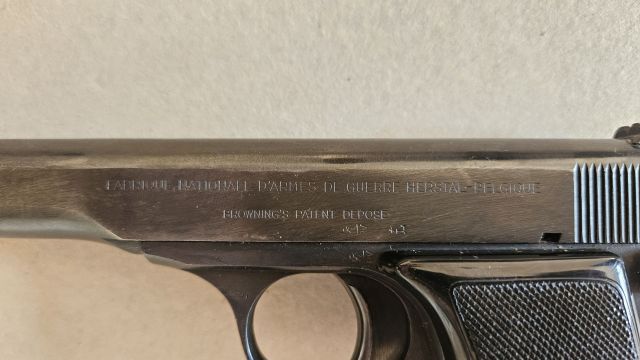 FABRIQUE NATIONALE D'ARMES DE GUERRE HERSTAL BELGIQUE
BROWNING'S PATENT DEPOSE